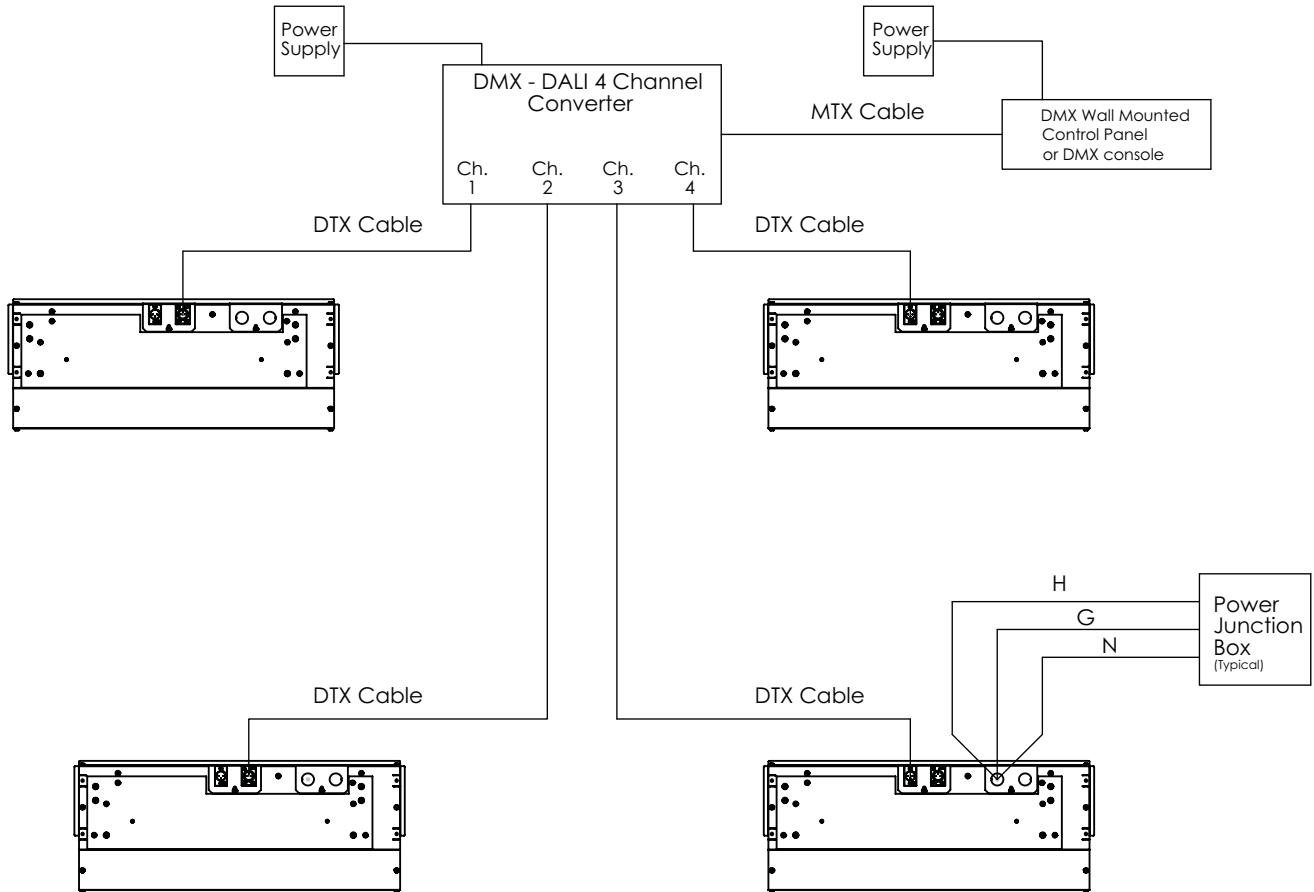 Power
Supply
Power
Supply
DMX - DALI 4 Channel
Converter
MTX Cable
DMX Wall Mounted
Control Panel
or DMX console
Ch.
1
Ch.
2
Ch.
3
Ch.
4
DTX Cable
DTX Cable
H
G
N
Power
Junction
Box
(Typical)
DTX Cable
DTX Cable